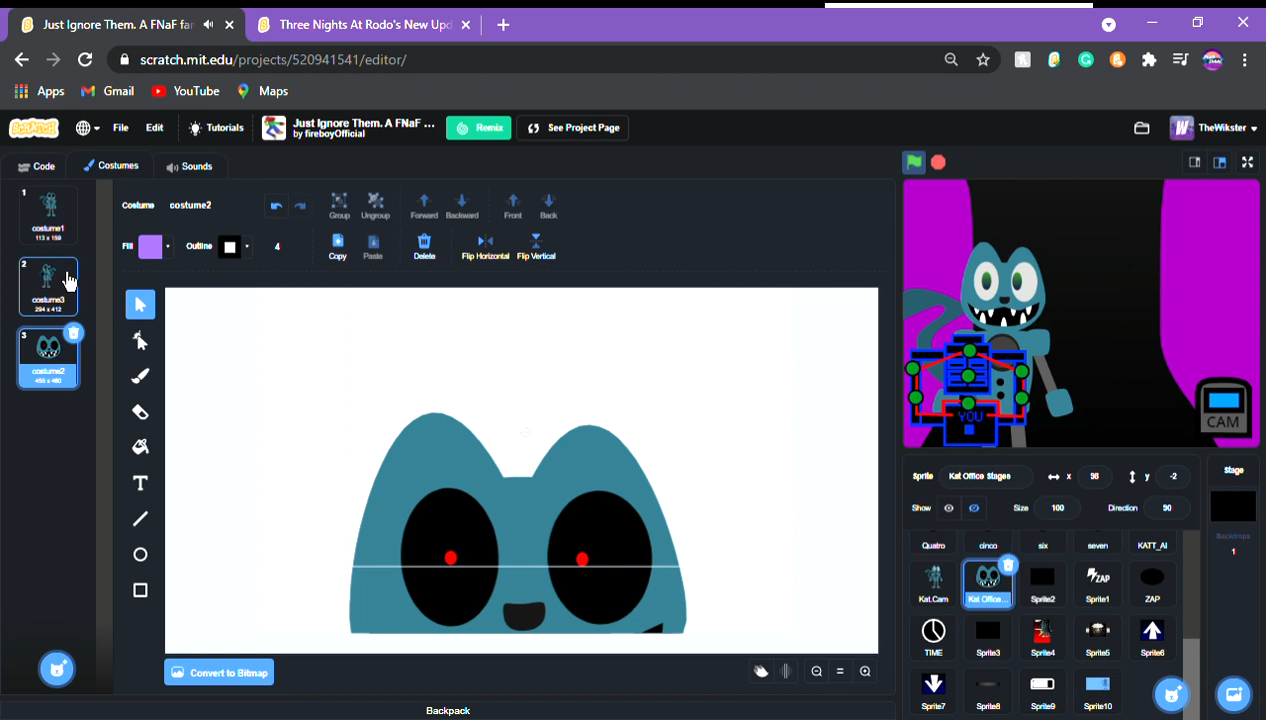 Just Ignore Them. A FNaF far
Three Nights At Rodo's New Upd
scratch.mit.edu/projects/520941541/editor/
Apps
Gmail
YouTube
Maps
SCRATCH
File
Edit
Tutorials
Just Ignore Them. A FNaF ...
by fireboyOfficial
Remix
See Project Page
TheWikster
Code
Costumes
Sounds
1
costume1
113 x 159
2
costume3
294 x 412
3
costume2
Costume
costume2
Group
Ungroup
Forward
Backward
Front
Back
Fill
Outline
4
Copy
Paste
Delete
Flip Horizontal
Flip Vertical
Convert to Bitmap
Backpack
YOU
CAM
Sprite
Kat Office Stages
x
98
y
-2
Show
Size
100
Direction
90
Stage
Backdrops
1
Quatro
cinco
six
seven
KATT_AI
Kat.Cam
Kat Office...
Sprite2
ZAP
Sprite1
ZAP
TIME
Sprite3
Sprite4
Sprite5
Sprite6
Sprite7
Sprite8
Sprite9
Sprite10